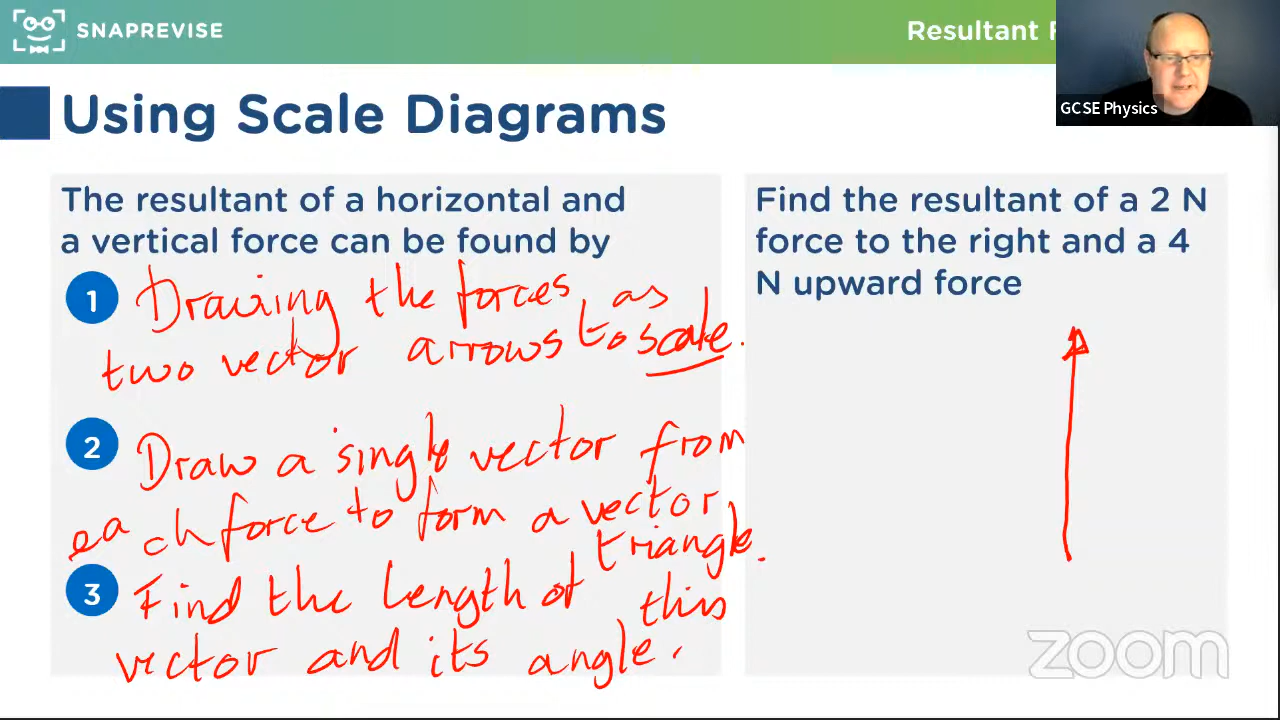 SNAPREVISE
Resultant F
GCSE Physics
Using Scale Diagrams
The resultant of a horizontal and
a vertical force can be found by
1 Drawing the forces as
two vector arrows to scale.
2 Draw a single vector from
each force to form a vector
triangle.
3 Find the length of this
vector and its angle.
Find the resultant of a 2 N
force to the right and a 4
N upward force
zoom